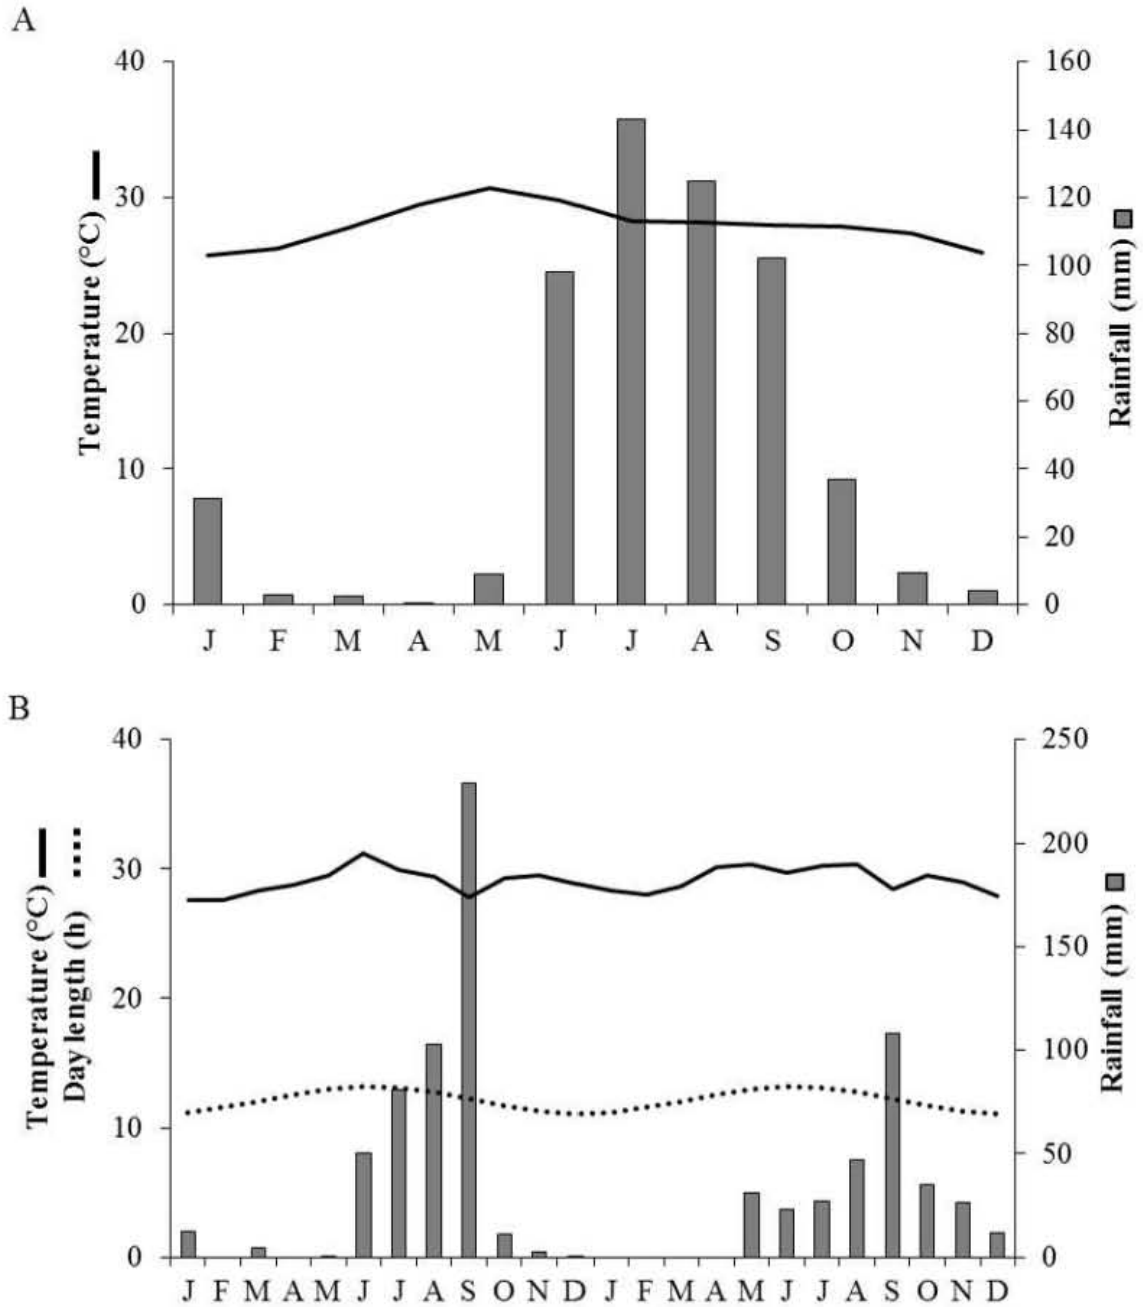 A
40
30
20
10
0
Temperature (°C)
160
140
120
100
80
60
40
20
0
Rainfall (mm)
J F M A M J J A S O N D
B
40
30
20
10
0
Temperature (°C)
Day length (h)
250
200
150
100
50
0
Rainfall (mm)
J F M A M J J A S O N D J F M A M J J A S O N D